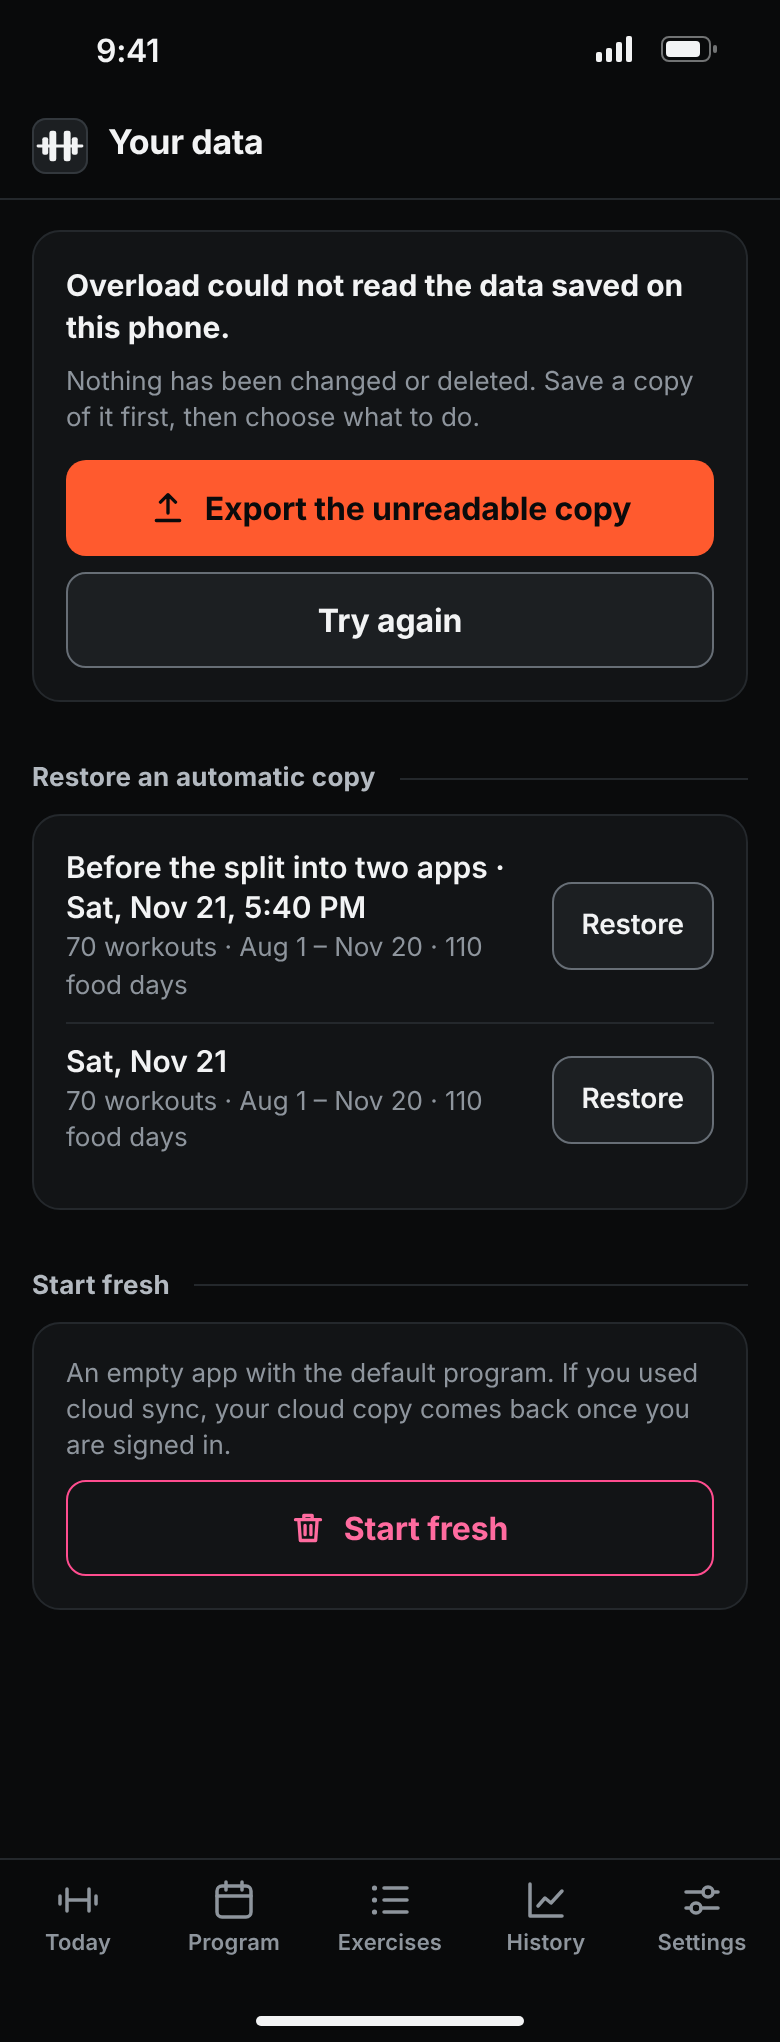 9:41
Your data
Overload could not read the data saved on
this phone.
Nothing has been changed or deleted. Save a copy
of it first, then choose what to do.
Export the unreadable copy
Try again
Restore an automatic copy
Before the split into two apps ·
Sat, Nov 21, 5:40 PM
70 workouts · Aug 1 – Nov 20 · 110
food days
Restore
Sat, Nov 21
70 workouts · Aug 1 – Nov 20 · 110
food days
Restore
Start fresh
An empty app with the default program. If you used
cloud sync, your cloud copy comes back once you
are signed in.
Start fresh
Today
Program
Exercises
History
Settings